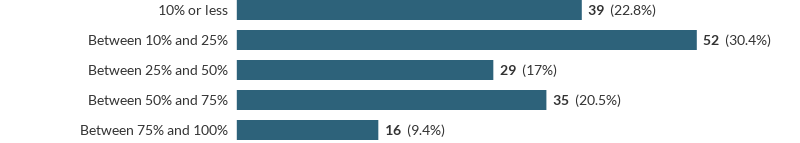 10% or less 39 (22.8%)
Between 10% and 25% 52 (30.4%)
Between 25% and 50% 29 (17%)
Between 50% and 75% 35 (20.5%)
Between 75% and 100% 16 (9.4%)